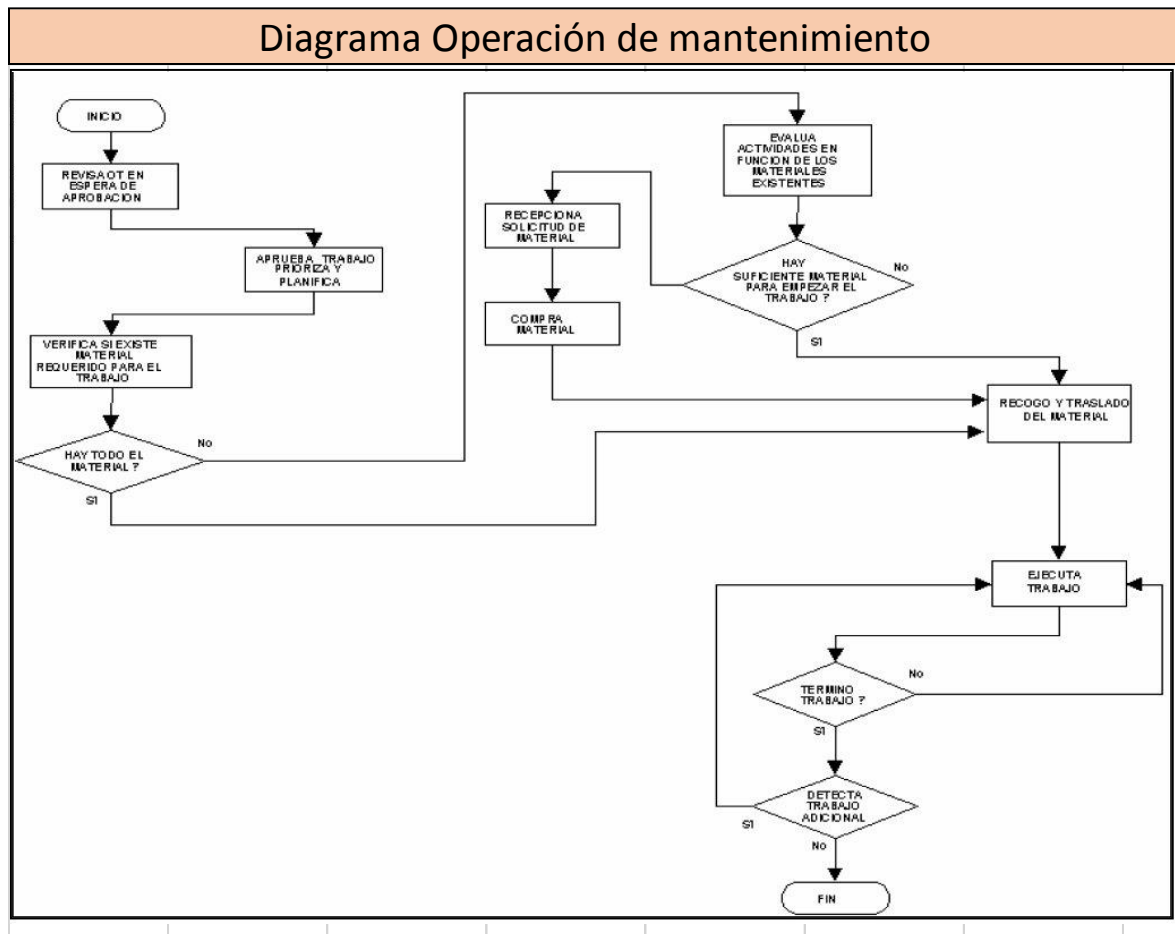 Diagrama Operación de mantenimiento
INICIO
REVISA OT EN
ESPERA DE
APROBACION
APRUEBA TRABAJO
PRIORIZA Y
PLANIFICA
VERIFICA SI EXISTE
MATERIAL
REQUERIDO PARA EL
TRABAJO
HAY TODO EL
MATERIAL ?
No
SI
EVALUA
ACTIVIDADES EN
FUNCION DE LOS
MATERIALES
EXISTENTES
RECEPCIONA
SOLICITUD DE
MATERIAL
HAY
SUFICIENTE MATERIAL
PARA EMPEZAR EL
TRABAJO ?
No
SI
COMPRA
MATERIAL
RECOGO Y TRASLADO
DEL MATERIAL
EJECUTA
TRABAJO
TERMINO
TRABAJO ?
No
SI
DETECTA
TRABAJO
ADICIONAL
SI
No
FIN